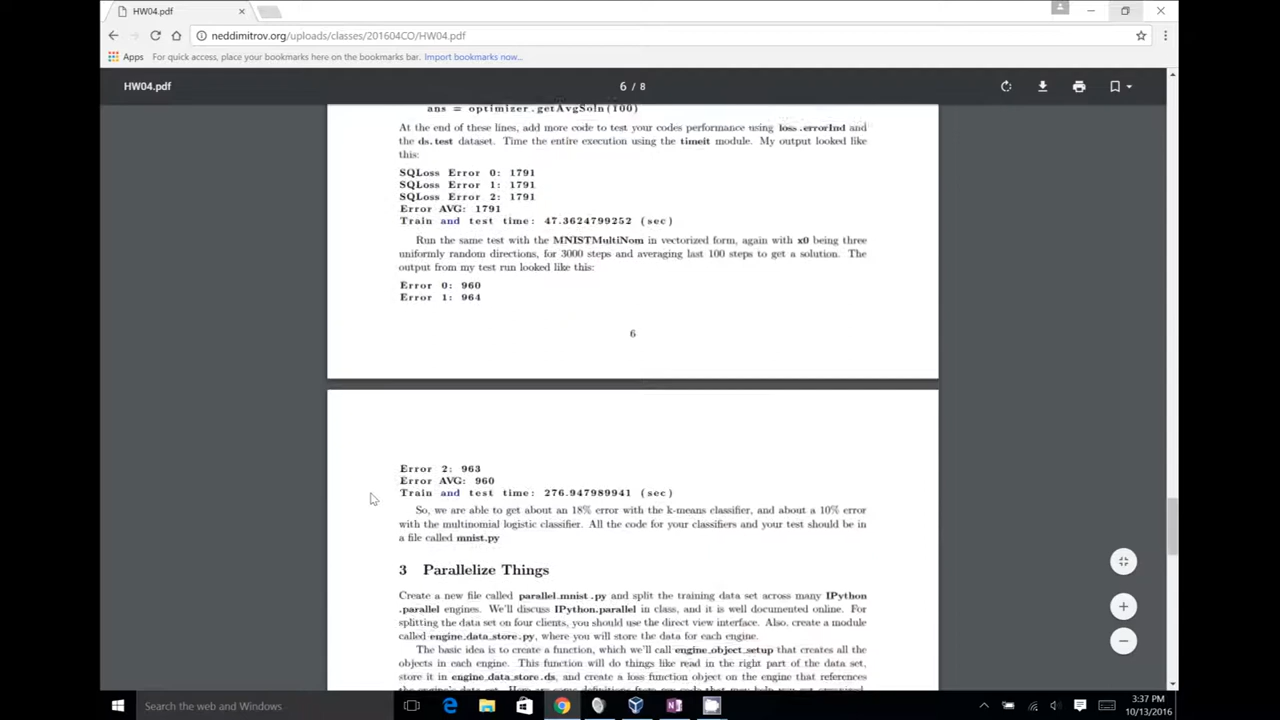 HW04.pdf
neddimitrov.org/uploads/classes/201604CO/HW04.pdf
Apps For quick access, place your bookmarks here on the bookmarks bar. Import bookmarks now...
HW04.pdf 6 / 8
ans = optimizer.getAvgSoln(100)
At the end of these lines, add more code to test your codes performance using loss.errorInd and
the ds.test dataset. Time the entire execution using the timeit module. My output looked like
this:
SQLoss Error 0: 1791
SQLoss Error 1: 1791
SQLoss Error 2: 1791
Error AVG: 1791
Train and test time: 47.3624799252 (sec)
Run the same test with the MNISTMultiNom in vectorized form, again with x0 being three
uniformly random directions, for 3000 steps and averaging last 100 steps to get a solution. The
output from my test run looked like this:
Error 0: 960
Error 1: 964
6
Error 2: 963
Error AVG: 960
Train and test time: 276.947989941 (sec)
So, we are able to get about an 18% error with the k-means classifier, and about a 10% error
with the multinomial logistic classifier. All the code for your classifiers and your test should be in
a file called mnist.py
3 Parallelize Things
Create a new file called parallel_mnist.py and split the training data set across many IPython
.parallel engines. We'll discuss IPython.parallel in class, and it is well documented online. For
splitting the data set on four clients, you should use the direct view interface. Also, create a module
called engine_data_store.py, where you will store the data for each engine.
The basic idea is to create a function, which we'll call engine_object_setup that creates all the
objects in each engine. This function will do things like read in the right part of the data set,
store it in engine_data_store.ds, and create a loss function object on the engine that references
Search the web and Windows
3:37 PM
10/13/2016